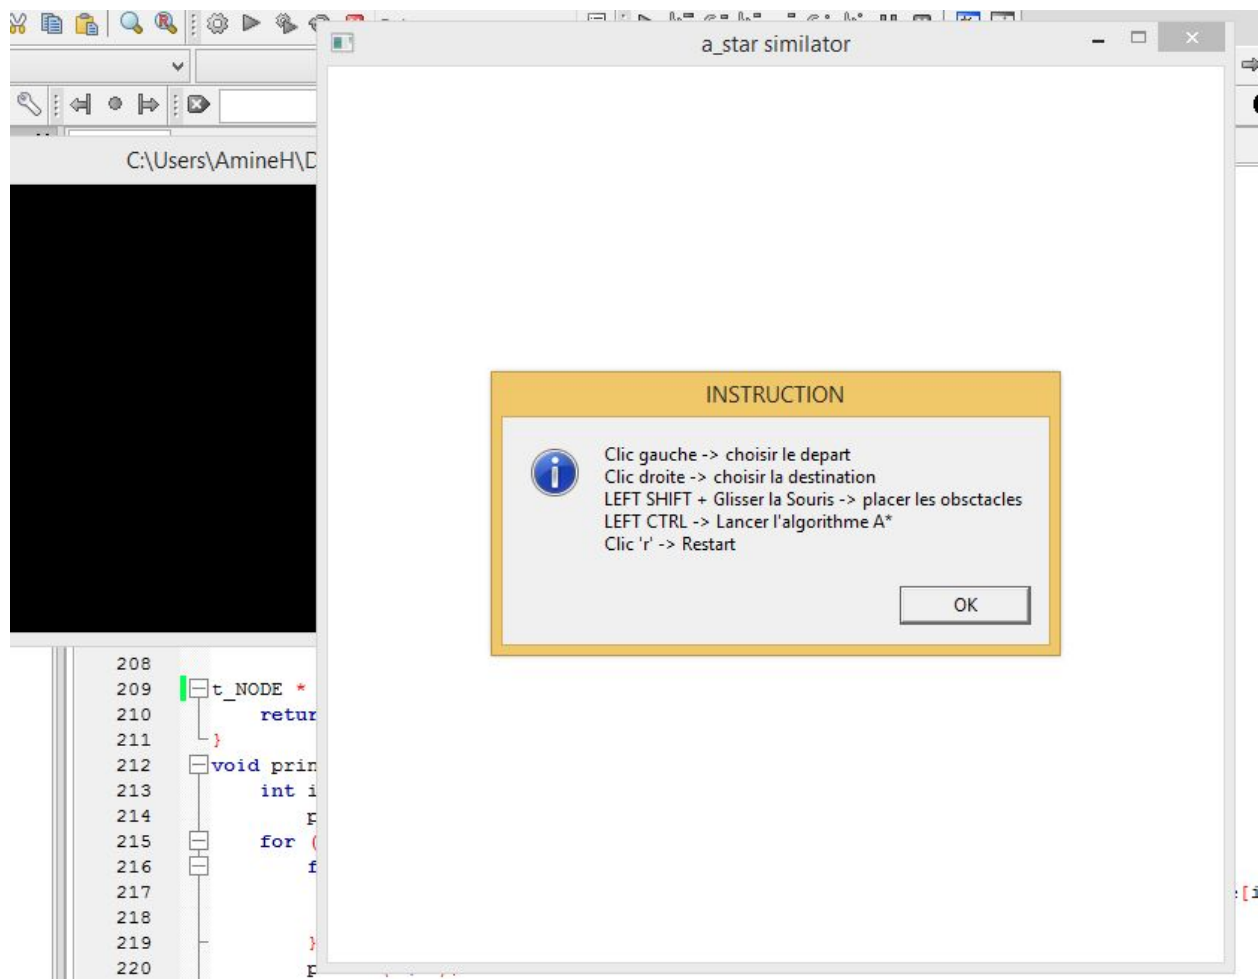 a_star similator
C:\Users\AmineH\D
INSTRUCTION
Clic gauche -> choisir le depart
Clic droite -> choisir la destination
LEFT SHIFT + Glisser la Souris -> placer les obsctacles
LEFT CTRL -> Lancer l'algorithme A*
Clic 'r' -> Restart
OK
208
209 t_NODE *
210 retur
211 }
212 void prin
213 int i
214 p
215 for (
216 f
217 [i
218
219 }
220 p